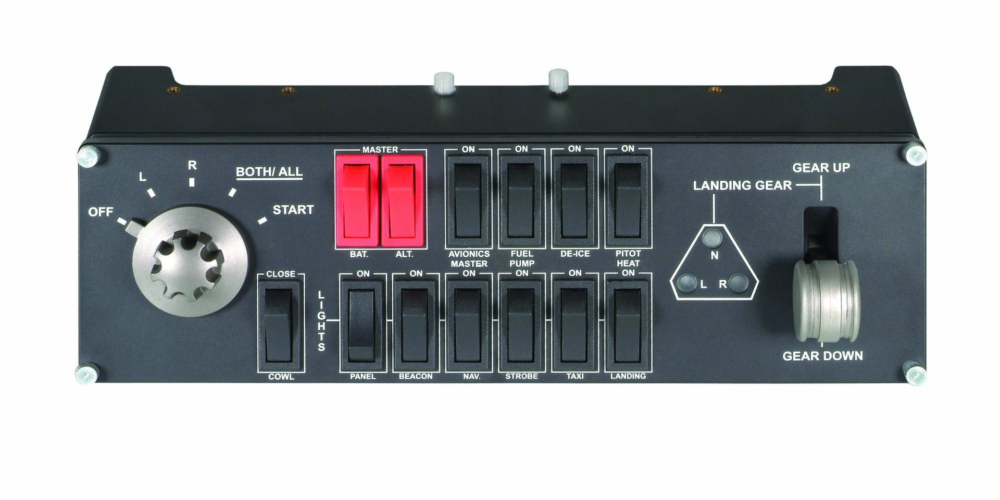 OFF
L
R
BOTH/ ALL
START
MASTER
BAT.
ALT.
ON
ON
ON
ON
AVIONICS
MASTER
FUEL
PUMP
DE-ICE
PITOT
HEAT
CLOSE
COWL
LIGHTS
ON
ON
ON
ON
ON
ON
PANEL
BEACON
NAV.
STROBE
TAXI
LANDING
LANDING GEAR
GEAR UP
N
L
R
GEAR DOWN